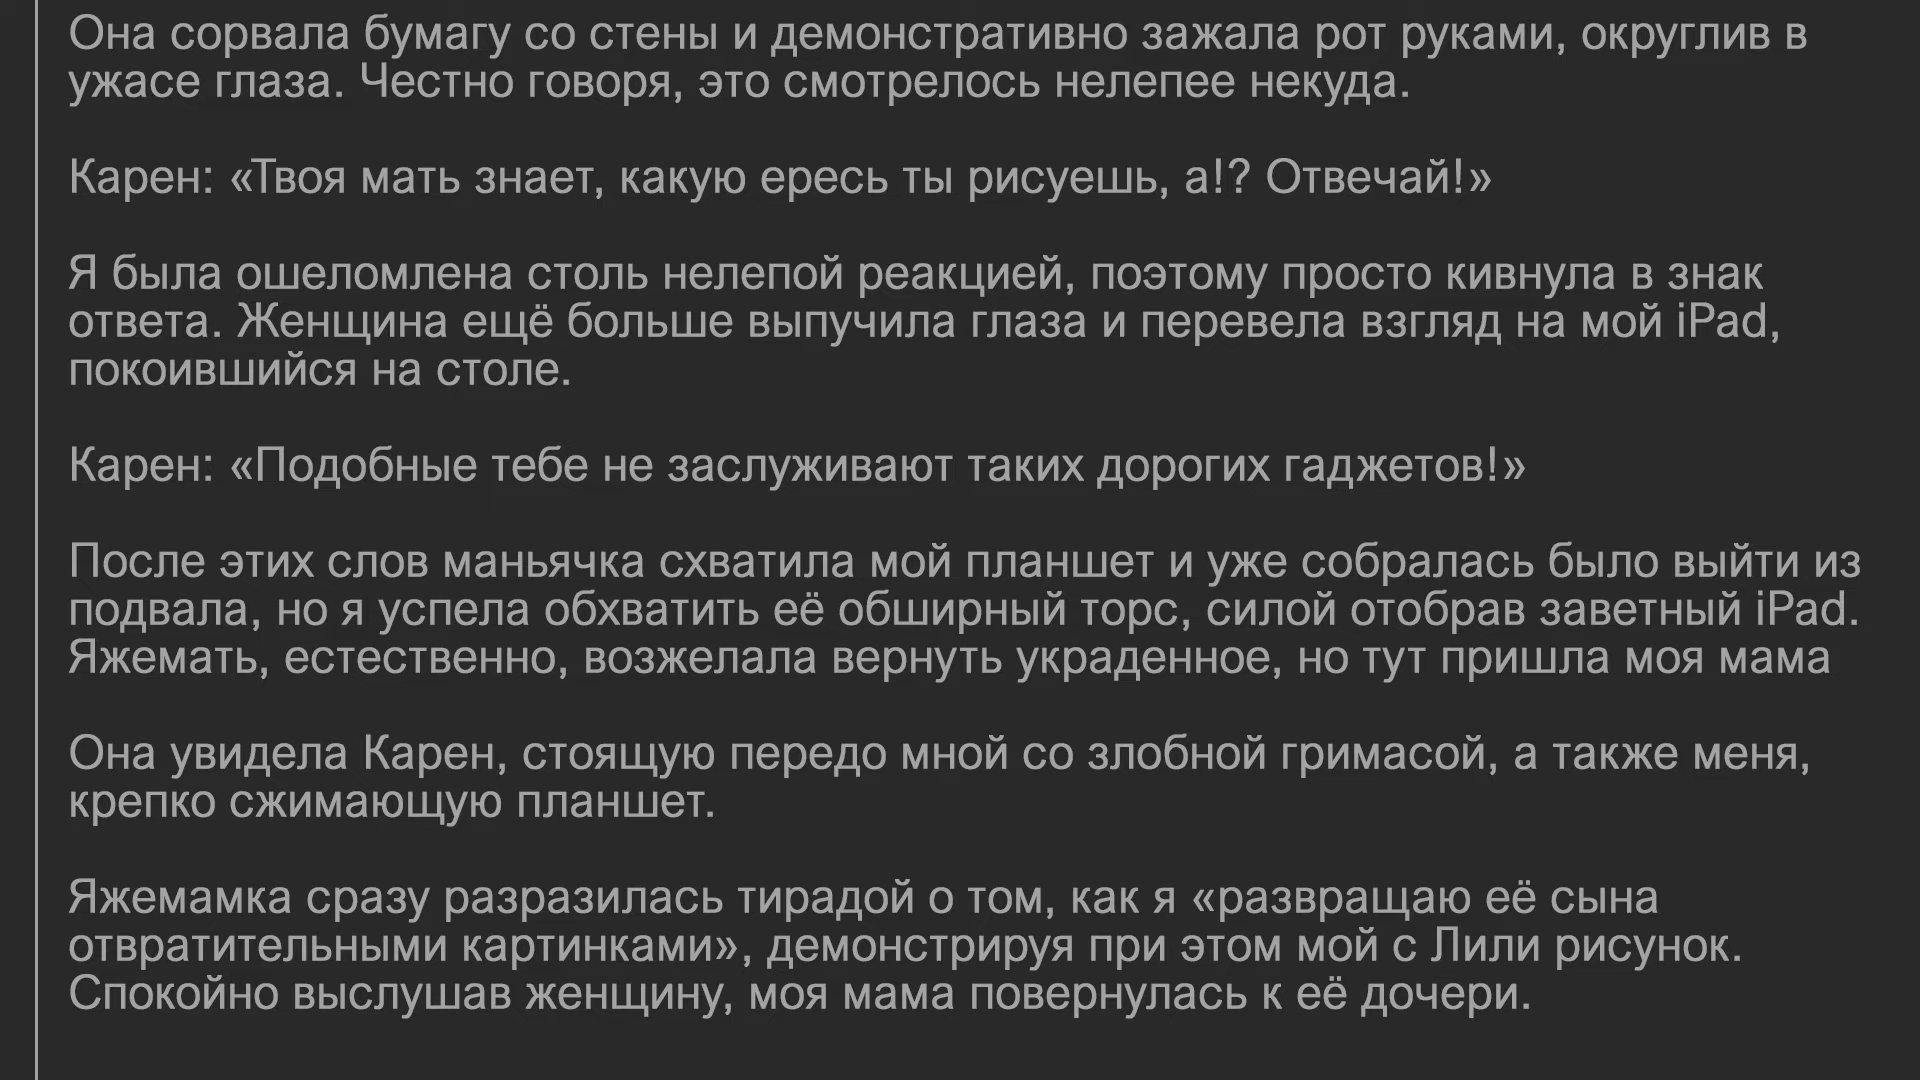 Она сорвала бумагу со стены и демонстративно зажала рот руками, округлив в
ужасе глаза. Честно говоря, это смотрелось нелепее некуда.
Карен: «Твоя мать знает, какую ересь ты рисуешь, а!? Отвечай!»
Я была ошеломлена столь нелепой реакцией, поэтому просто кивнула в знак
ответа. Женщина ещё больше выпучила глаза и перевела взгляд на мой iPad,
покоившийся на столе.
Карен: «Подобные тебе не заслуживают таких дорогих гаджетов!»
После этих слов маньячка схватила мой планшет и уже собралась было выйти из
подвала, но я успела обхватить её обширный торс, силой отобрав заветный iPad.
Яжемать, естественно, возжелала вернуть украденное, но тут пришла моя мама
Она увидела Карен, стоящую передо мной со злобной гримасой, а также меня,
крепко сжимающую планшет.
Яжемамка сразу разразилась тирадой о том, как я «развращаю её сына
отвратительными картинками», демонстрируя при этом мой с Лили рисунок.
Спокойно выслушав женщину, моя мама повернулась к её дочери.